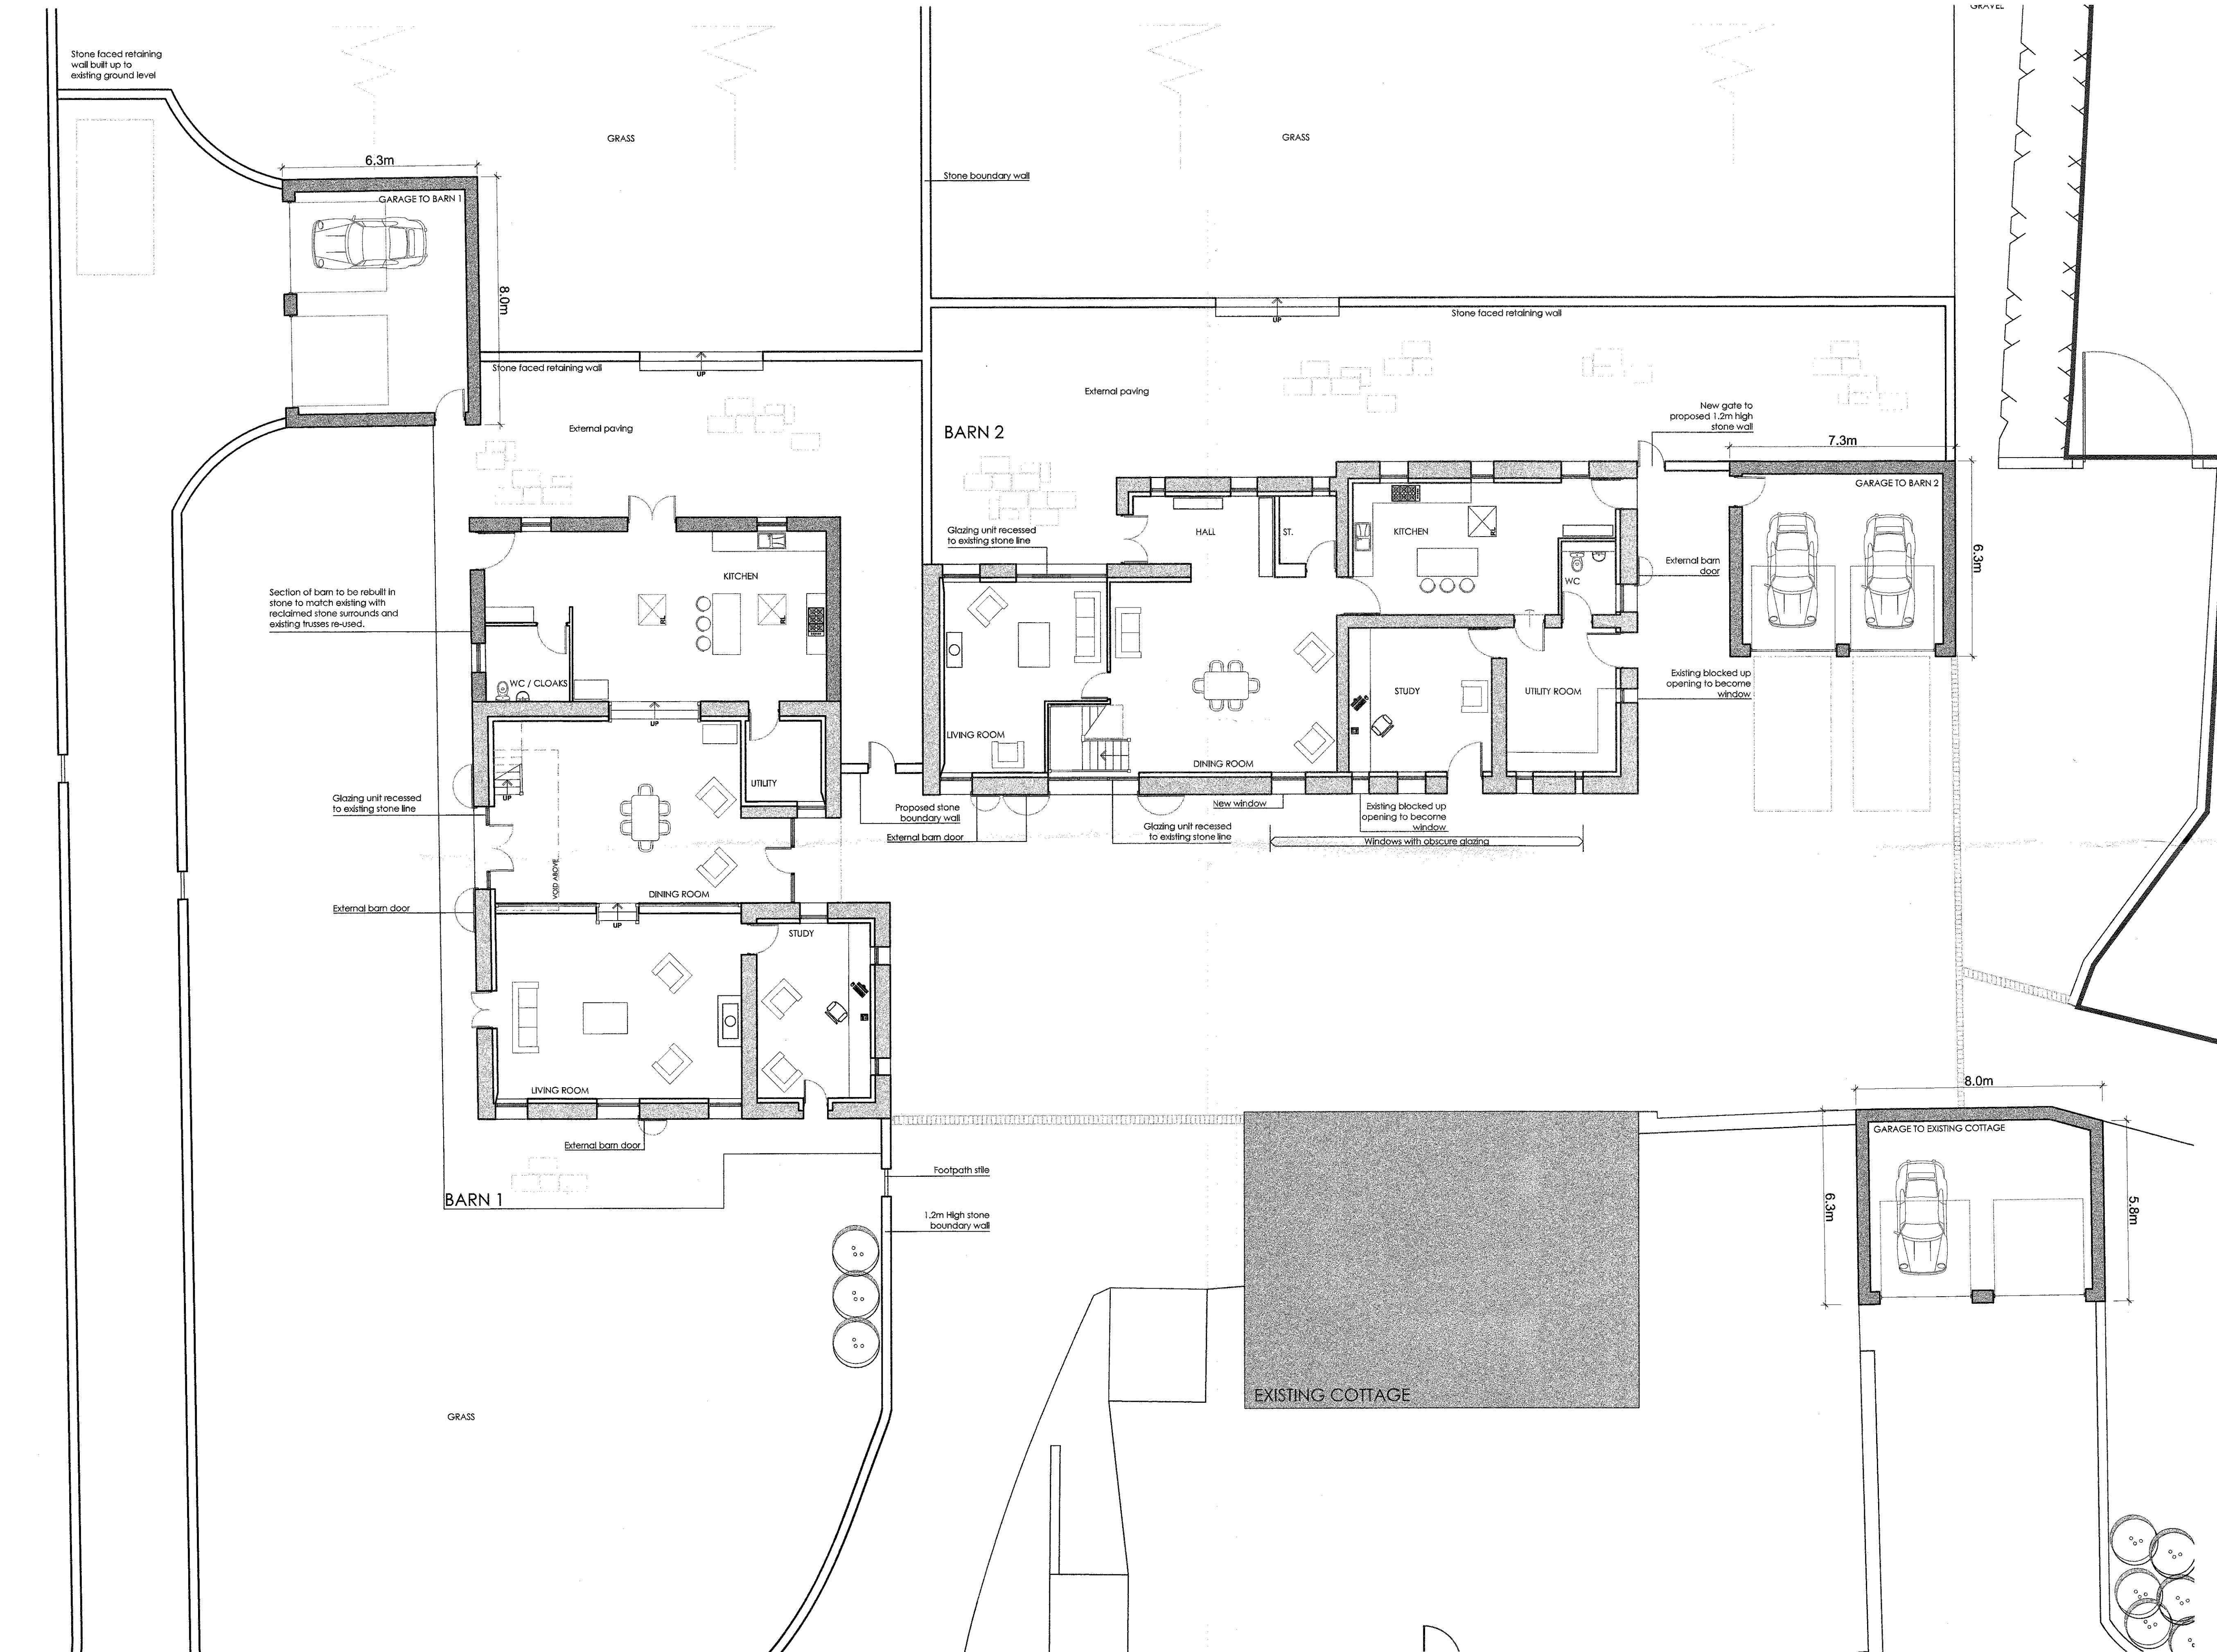 GRAVEL
Stone faced retaining
wall built up to
existing ground level
GRASS
GRASS
6.3m
Stone boundary wall
GARAGE TO BARN 1
8.0m
UP
Stone faced retaining wall
Stone faced retaining wall
UP
External paving
External paving
BARN 2
New gate to
proposed 1.2m high
stone wall
7.3m
GARAGE TO BARN 2
6.3m
Glazing unit recessed
to existing stone line
HALL
ST.
KITCHEN
RL
WC
External barn
door
KITCHEN
RL
RL
Section of barn to be rebuilt in
stone to match existing with
reclaimed stone surrounds and
existing trusses re-used.
WC / CLOAKS
UP
STUDY
UTILITY ROOM
Existing blocked up
opening to become
window
LIVING ROOM
DINING ROOM
UTILITY
UP
Glazing unit recessed
to existing stone line
Proposed stone
boundary wall
External barn door
New window
Existing blocked up
opening to become
window
Glazing unit recessed
to existing stone line
Windows with obscure glazing
VOID ABOVE
DINING ROOM
External barn door
UP
STUDY
LIVING ROOM
External barn door
BARN 1
Footpath stile
1.2m High stone
boundary wall
8.0m
GARAGE TO EXISTING COTTAGE
6.3m
5.8m
EXISTING COTTAGE
GRASS